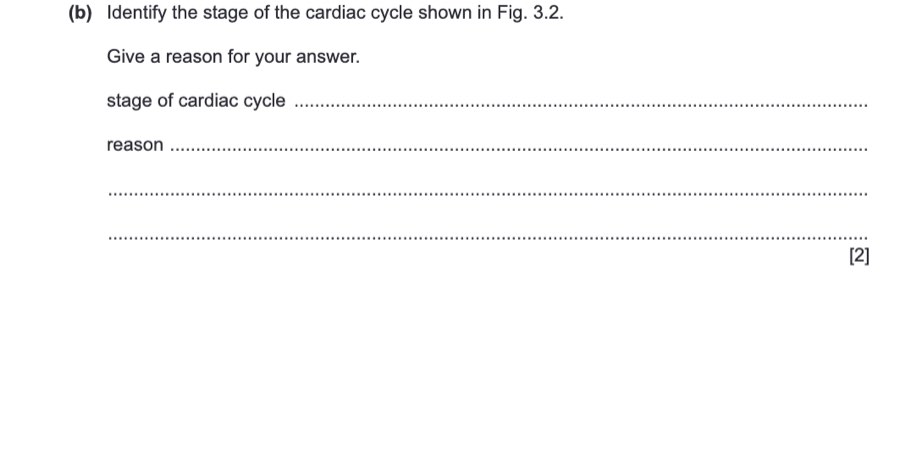 (b) Identify the stage of the cardiac cycle shown in Fig. 3.2.
Give a reason for your answer.
stage of cardiac cycle ....................................................................................................
reason ....................................................................................................
....................................................................................................
....................................................................................................
[2]